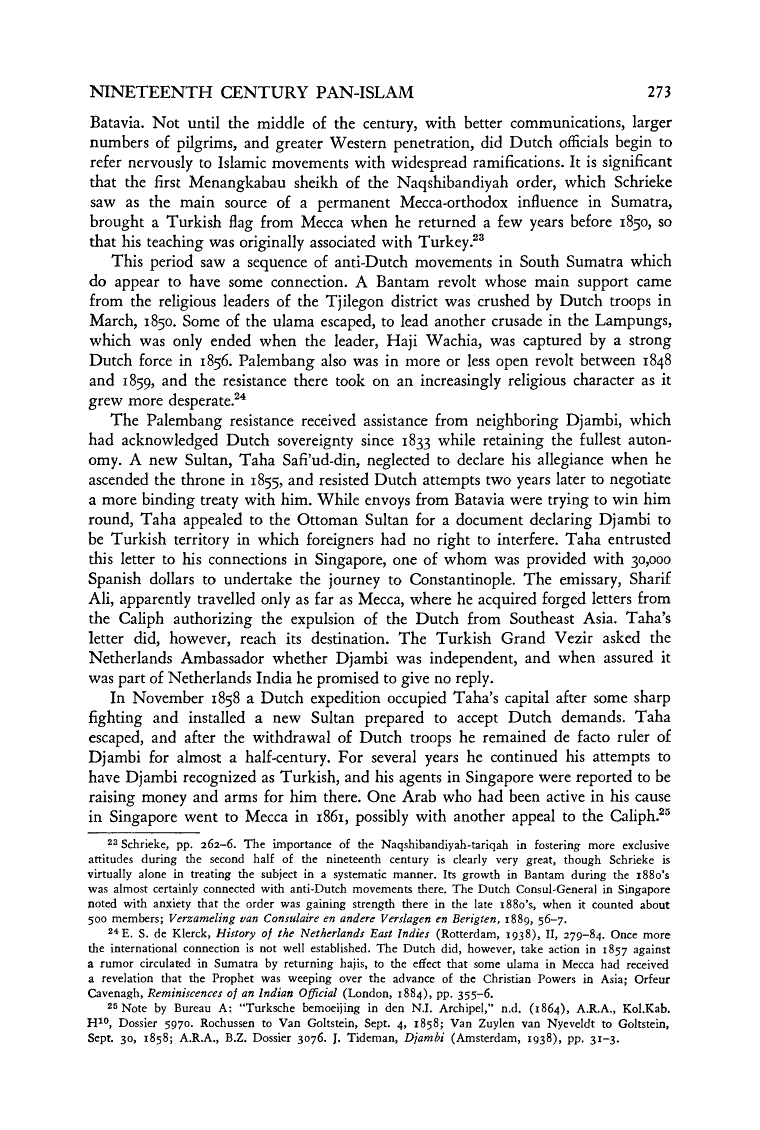 NINETEENTH CENTURY PAN-ISLAM 273
Batavia. Not until the middle of the century, with better communications, larger
numbers of pilgrims, and greater Western penetration, did Dutch officials begin to
refer nervously to Islamic movements with widespread ramifications. It is significant
that the first Menangkabau sheikh of the Naqshibandiyah order, which Schrieke
saw as the main source of a permanent Mecca-orthodox influence in Sumatra,
brought a Turkish flag from Mecca when he returned a few years before 1850, so
that his teaching was originally associated with Turkey.²³
This period saw a sequence of anti-Dutch movements in South Sumatra which
do appear to have some connection. A Bantam revolt whose main support came
from the religious leaders of the Tjilegon district was crushed by Dutch troops in
March, 1850. Some of the ulama escaped, to lead another crusade in the Lampungs,
which was only ended when the leader, Haji Wachia, was captured by a strong
Dutch force in 1856. Palembang also was in more or less open revolt between 1848
and 1859, and the resistance there took on an increasingly religious character as it
grew more desperate.²⁴
The Palembang resistance received assistance from neighboring Djambi, which
had acknowledged Dutch sovereignty since 1833 while retaining the fullest auton-
omy. A new Sultan, Taha Safi'ud-din, neglected to declare his allegiance when he
ascended the throne in 1855, and resisted Dutch attempts two years later to negotiate
a more binding treaty with him. While envoys from Batavia were trying to win him
round, Taha appealed to the Ottoman Sultan for a document declaring Djambi to
be Turkish territory in which foreigners had no right to interfere. Taha entrusted
this letter to his connections in Singapore, one of whom was provided with 30,000
Spanish dollars to undertake the journey to Constantinople. The emissary, Sharif
Ali, apparently travelled only as far as Mecca, where he acquired forged letters from
the Caliph authorizing the expulsion of the Dutch from Southeast Asia. Taha's
letter did, however, reach its destination. The Turkish Grand Vezir asked the
Netherlands Ambassador whether Djambi was independent, and when assured it
was part of Netherlands India he promised to give no reply.
In November 1858 a Dutch expedition occupied Taha's capital after some sharp
fighting and installed a new Sultan prepared to accept Dutch demands. Taha
escaped, and after the withdrawal of Dutch troops he remained de facto ruler of
Djambi for almost a half-century. For several years he continued his attempts to
have Djambi recognized as Turkish, and his agents in Singapore were reported to be
raising money and arms for him there. One Arab who had been active in his cause
in Singapore went to Mecca in 1861, possibly with another appeal to the Caliph.²⁵
²³ Schrieke, pp. 262–6. The importance of the Naqshibandiyah-tariqah in fostering more exclusive
attitudes during the second half of the nineteenth century is clearly very great, though Schrieke is
virtually alone in treating the subject in a systematic manner. Its growth in Bantam during the 1880's
was almost certainly connected with anti-Dutch movements there. The Dutch Consul-General in Singapore
noted with anxiety that the order was gaining strength there in the late 1880's, when it counted about
500 members; Verzameling van Consulaire en andere Verslagen en Berigten, 1889, 56–7.
²⁴ E. S. de Klerck, History of the Netherlands East Indies (Rotterdam, 1938), II, 279–84. Once more
the international connection is not well established. The Dutch did, however, take action in 1857 against
a rumor circulated in Sumatra by returning hajis, to the effect that some ulama in Mecca had received
a revelation that the Prophet was weeping over the advance of the Christian Powers in Asia; Orfeur
Cavenagh, Reminiscences of an Indian Official (London, 1884), pp. 355–6.
²⁵ Note by Bureau A: "Turksche bemoeijing in den N.I. Archipel," n.d. (1864), A.R.A., Kol.Kab.
H¹⁰, Dossier 5970. Rochussen to Van Goltstein, Sept. 4, 1858; Van Zuylen van Nyeveldt to Goltstein,
Sept. 30, 1858; A.R.A., B.Z. Dossier 3076. J. Tideman, Djambi (Amsterdam, 1938), pp. 31–3.